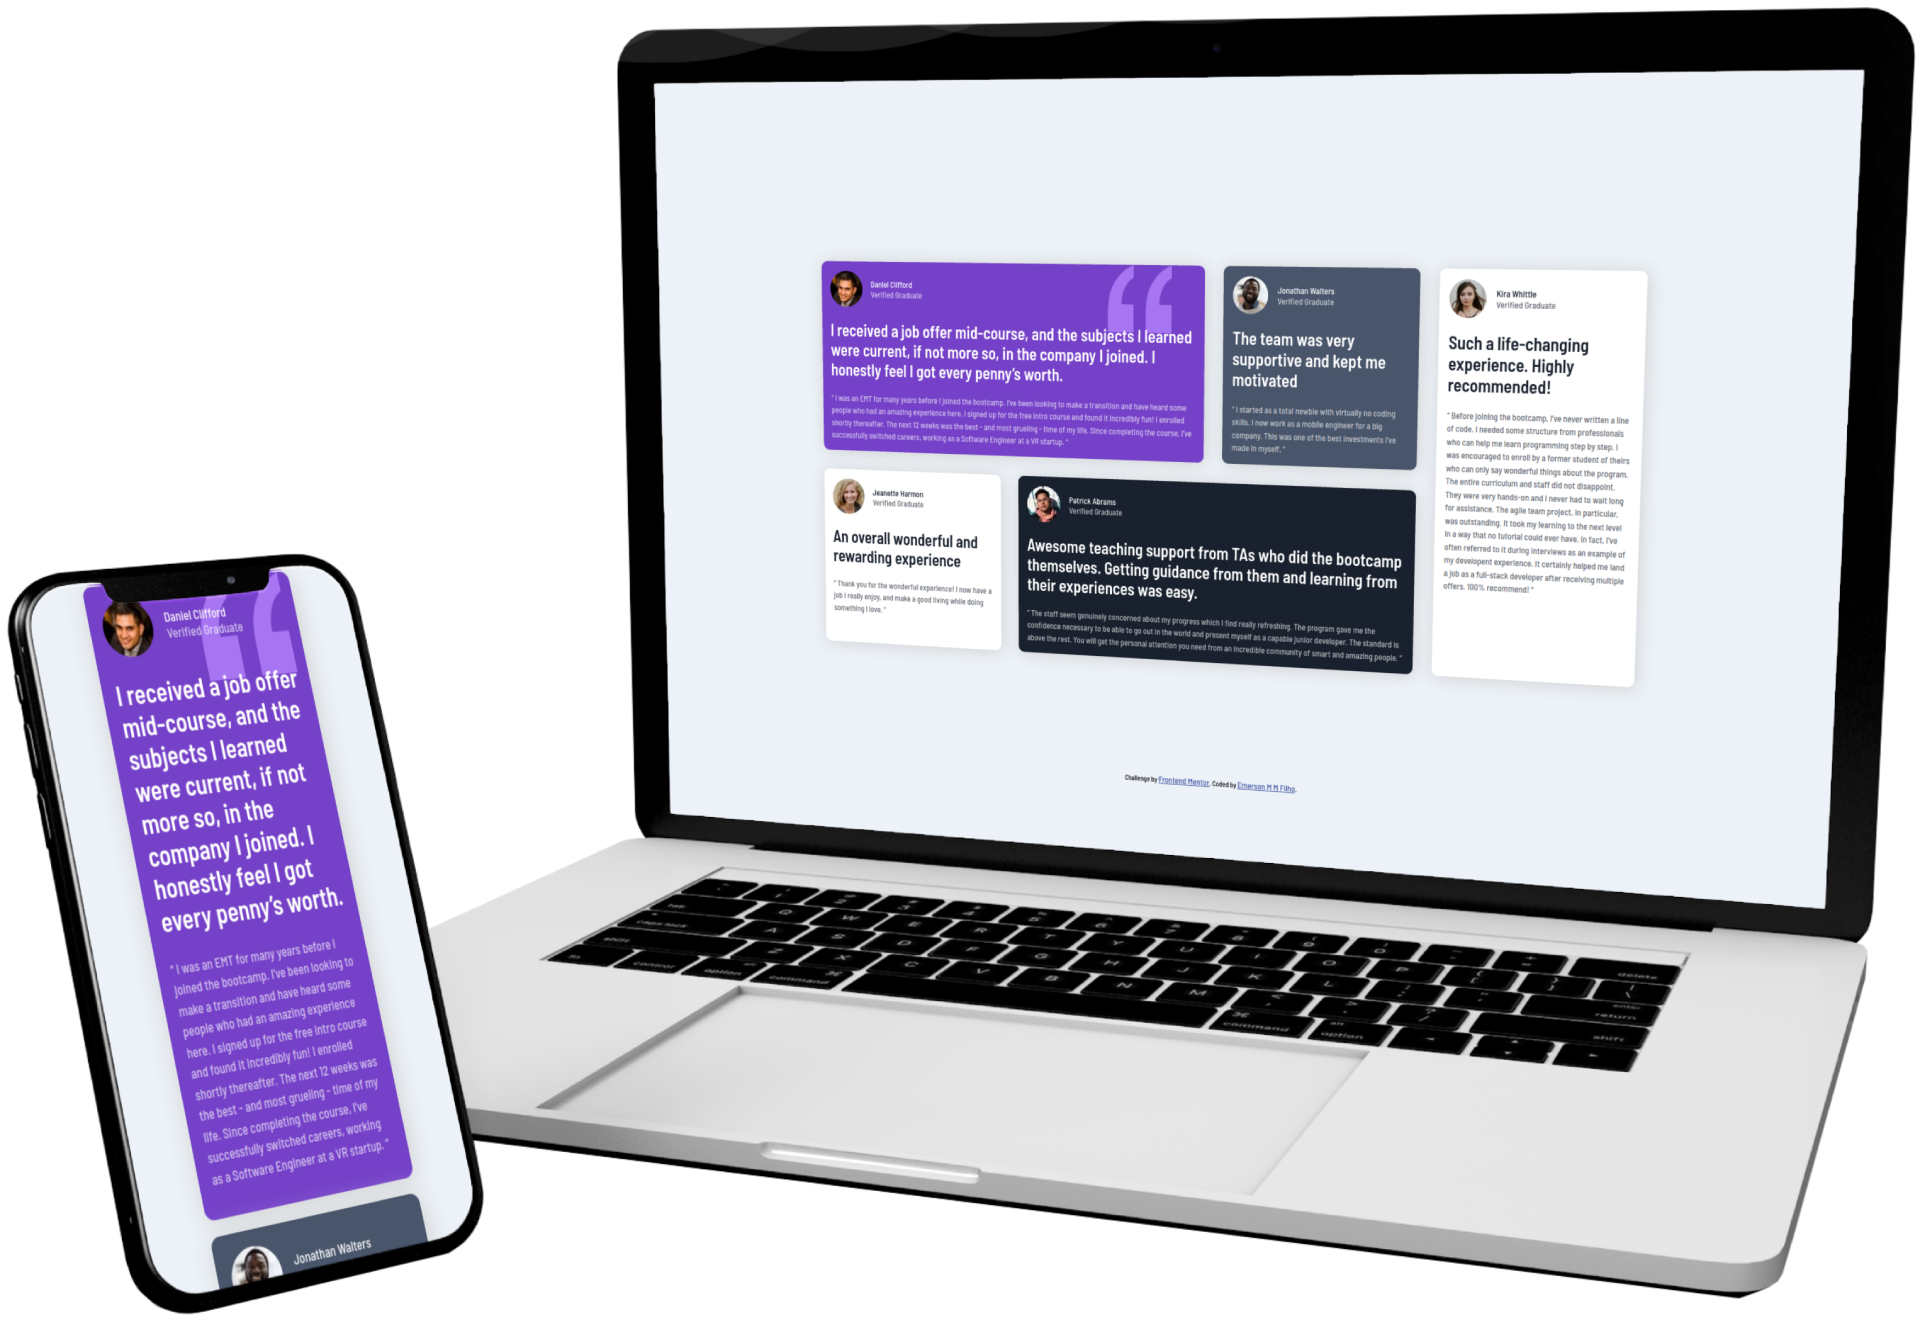 Daniel Clifford
Verified Graduate
I received a job offer mid-course, and the subjects I learned
were current, if not more so, in the company I joined. I
honestly feel I got every penny’s worth.
“ I was an EMT for many years before I joined the bootcamp. I’ve been looking to make a transition and have heard some
people who had an amazing experience here. I signed up for the free intro course and found it incredibly fun! I enrolled
shortly thereafter. The next 12 weeks was the best - and most grueling - time of my life. Since completing the course, I’ve
successfully switched careers, working as a Software Engineer at a VR startup. ”
Jonathan Walters
Verified Graduate
The team was very
supportive and kept me
motivated
“ I started as a total newbie with virtually no coding
skills. I now work as a mobile engineer for a big
company. This was one of the best investments I’ve
made in myself. ”
Kira Whittle
Verified Graduate
Such a life-changing
experience. Highly
recommended!
“ Before joining the bootcamp, I’ve never written a line
of code. I needed some structure from professionals
who can help me learn programming step by step. I
was encouraged to enroll by a former student of theirs
who can only say wonderful things about the program.
The entire curriculum and staff did not disappoint.
They were very hands-on and I never had to wait long
for assistance. The agile team project, in particular,
was outstanding. It took my learning to the next level
in a way that no tutorial could ever have. In fact, I’ve
often referred to it during interviews as an example of
my developent experience. It certainly helped me land
a job as a full-stack developer after receiving multiple
offers. 100% recommend! ”
Jeanette Harmon
Verified Graduate
An overall wonderful and
rewarding experience
“ Thank you for the wonderful experience! I now have a
job I really enjoy, and make a good living while doing
something I love. ”
Patrick Abrams
Verified Graduate
Awesome teaching support from TAs who did the bootcamp
themselves. Getting guidance from them and learning from
their experiences was easy.
“ The staff seem genuinely concerned about my progress which I find really refreshing. The program gave me the
confidence necessary to be able to go out in the world and present myself as a capable junior developer. The standard is
above the rest. You will get the personal attention you need from an incredible community of smart and amazing people. ”
Challenge by Frontend Mentor. Coded by Emerson M M Filho.
Daniel Clifford
Verified Graduate
I received a job offer
mid-course, and the
subjects I learned
were current, if not
more so, in the
company I joined. I
honestly feel I got
every penny’s worth.
“ I was an EMT for many years before I
joined the bootcamp. I’ve been looking to
make a transition and have heard some
people who had an amazing experience
here. I signed up for the free intro course
and found it incredibly fun! I enrolled
shortly thereafter. The next 12 weeks was
the best - and most grueling - time of my
life. Since completing the course, I’ve
successfully switched careers, working
as a Software Engineer at a VR startup. ”
Jonathan Walters
tab Q W E R T Y U I O P delete
caps lock A S D F G H J K L return
shift Z X C V B N M shift
fn control option command command option